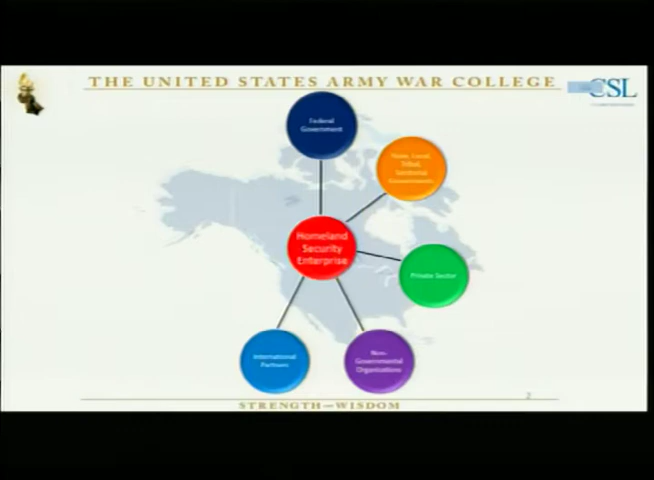 THE UNITED STATES ARMY WAR COLLEGE
CSL
Federal
Government
State, Local,
Tribal,
Territorial
Governments
Homeland
Security
Enterprise
Private Sector
International
Partners
Non-
Governmental
Organizations
2
STRENGTH—WISDOM